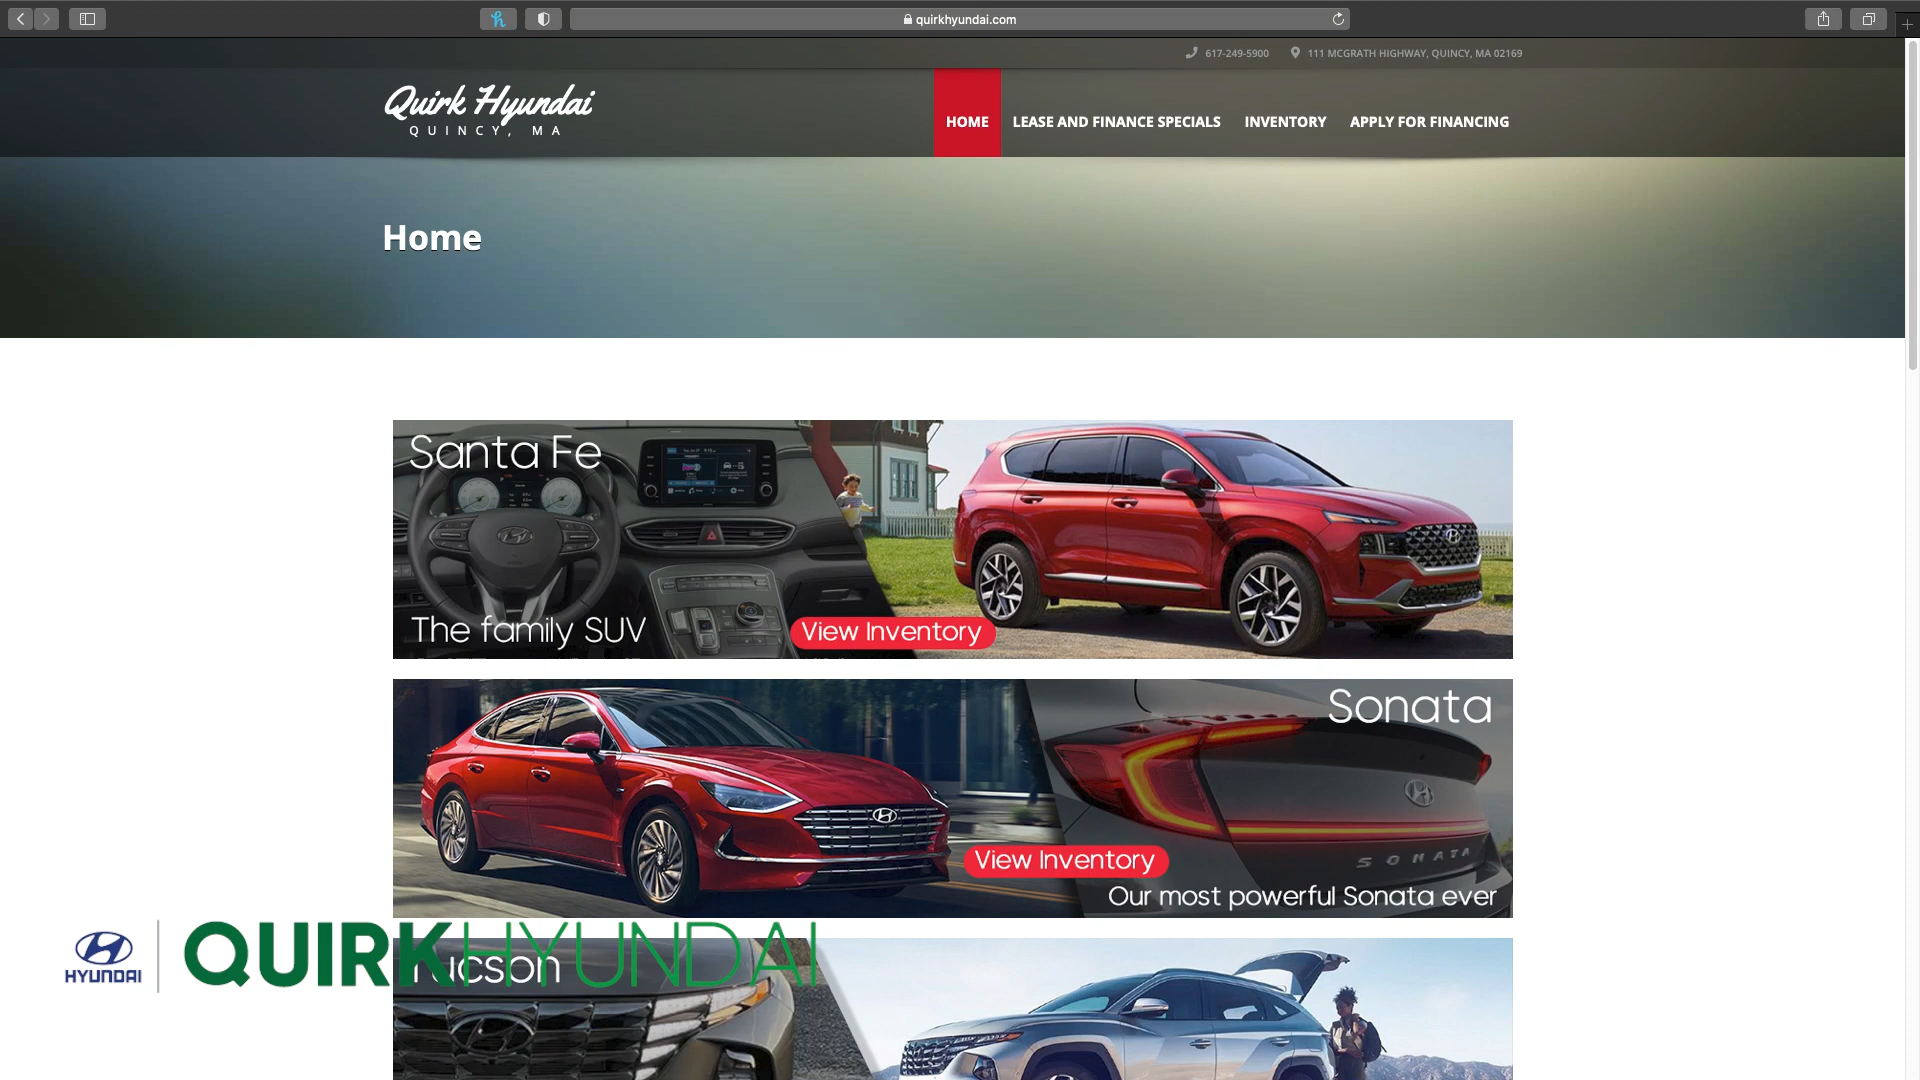 quirkhyundai.com
617-249-5900 111 MCGRATH HIGHWAY, QUINCY, MA 02169
Quirk Hyundai
QUINCY, MA
HOME LEASE AND FINANCE SPECIALS INVENTORY APPLY FOR FINANCING
Home
Santa Fe
The family SUV
View Inventory
Sonata
SONATA
View Inventory
Our most powerful Sonata ever
HYUNDAI
QUIRKHYUNDAI
Tucson